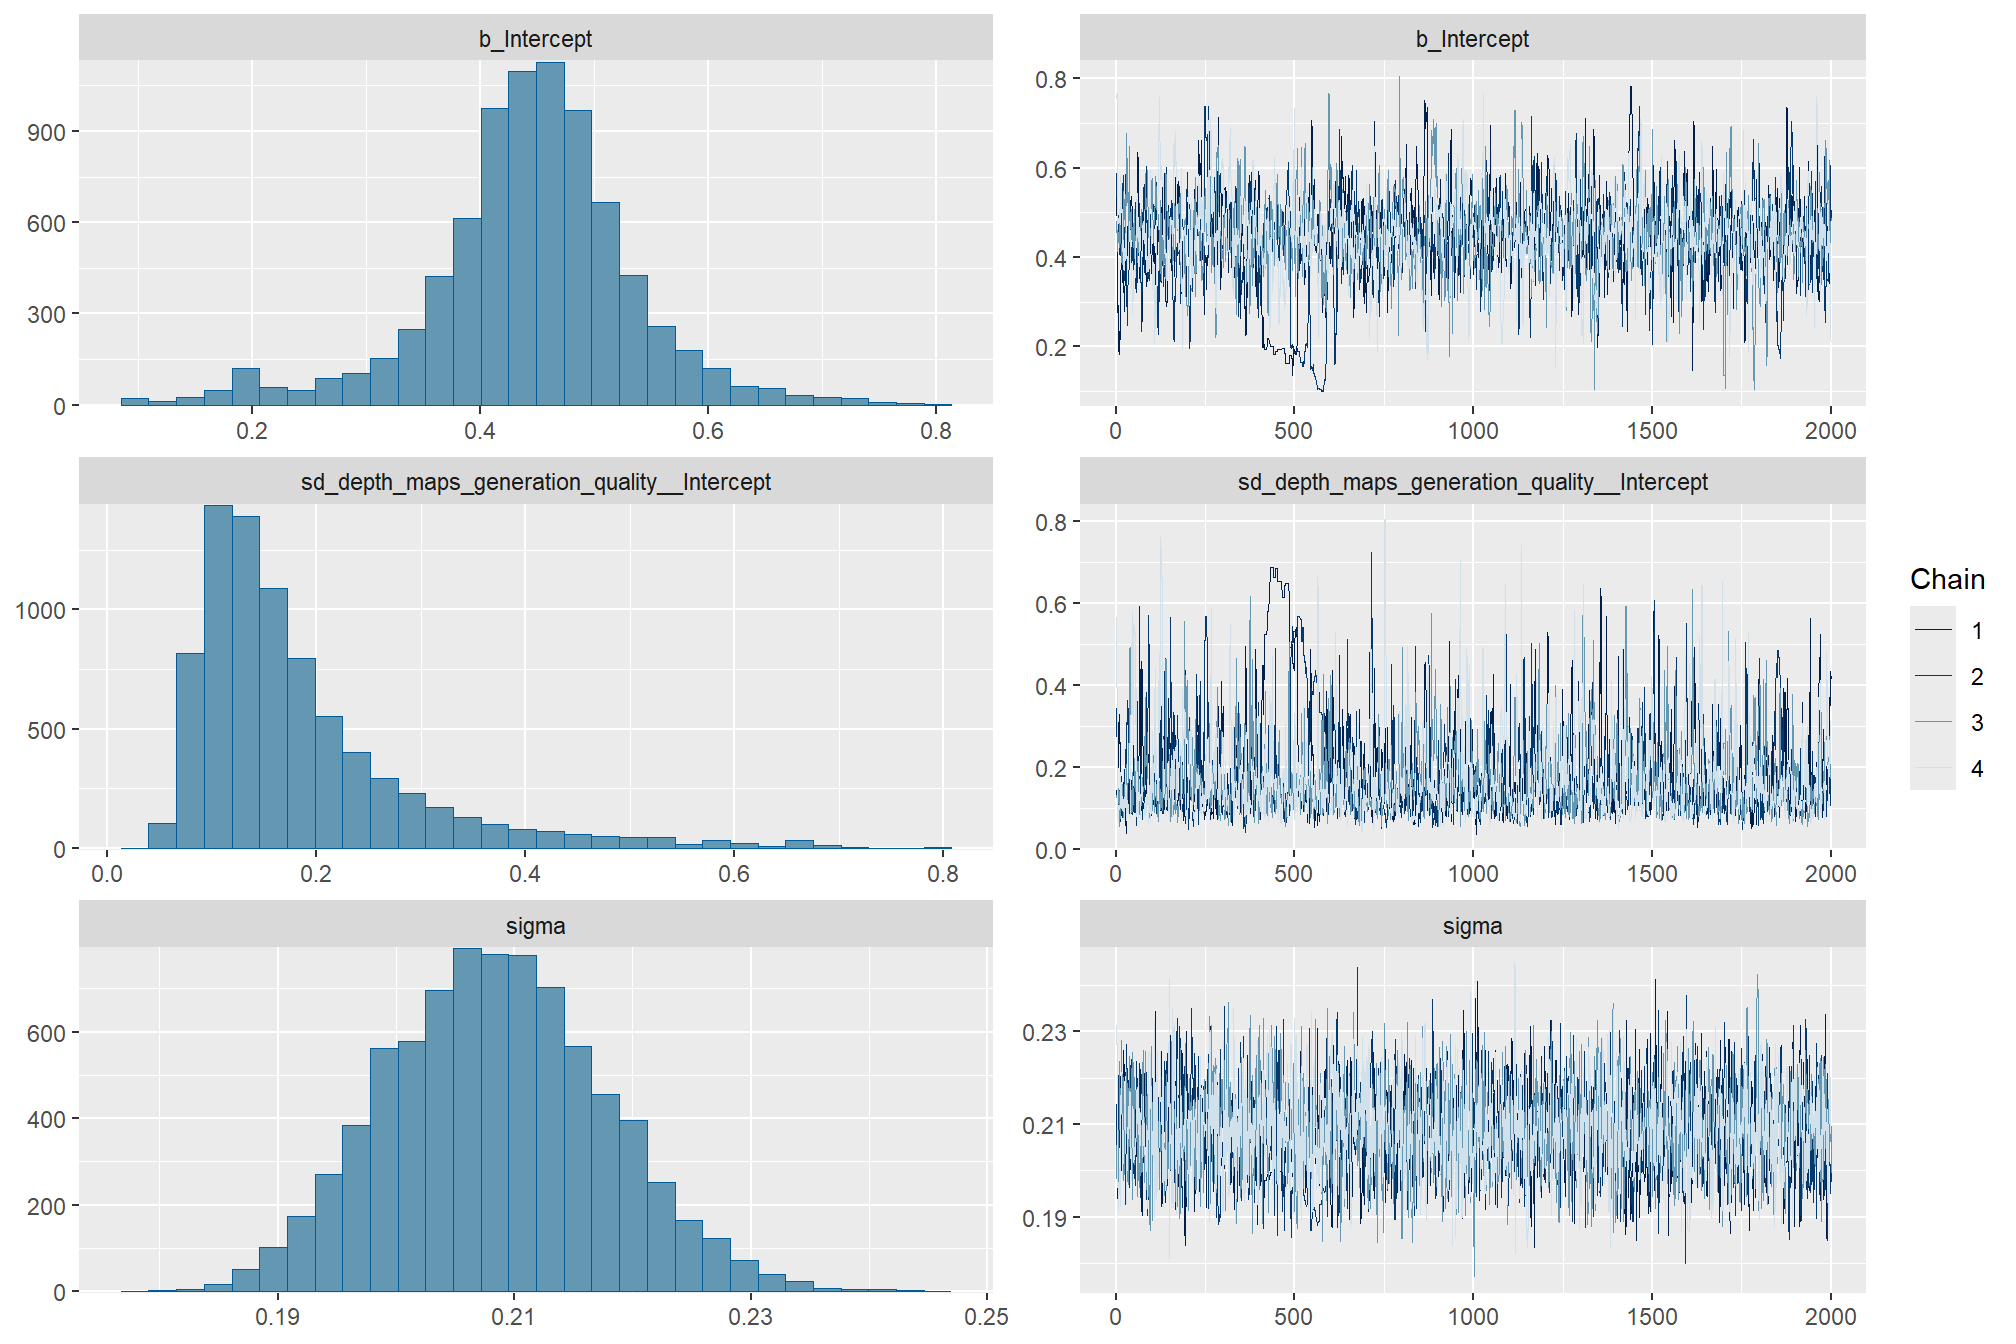 b_Intercept
900
600
300
0
0.2 0.4 0.6 0.8
b_Intercept
0.8
0.6
0.4
0.2
0 500 1000 1500 2000
sd_depth_maps_generation_quality__Intercept
1000
500
0
0.0 0.2 0.4 0.6 0.8
sd_depth_maps_generation_quality__Intercept
0.8
0.6
0.4
0.2
0.0
0 500 1000 1500 2000
sigma
600
400
200
0
0.19 0.21 0.23 0.25
sigma
0.23
0.21
0.19
0 500 1000 1500 2000
Chain
1
2
3
4